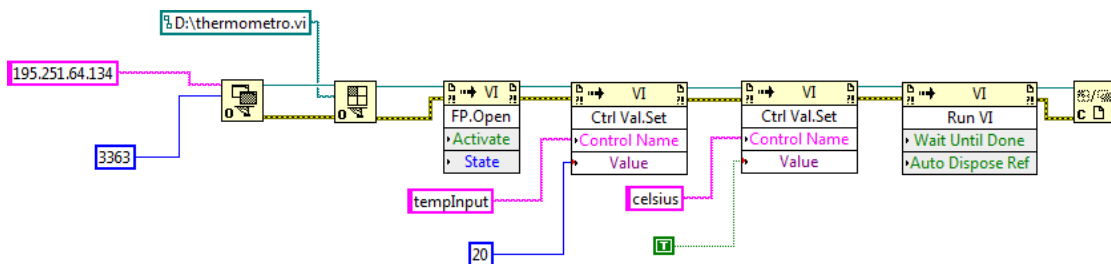 D:\thermometro.vi
195.251.64.134
3363
O
O
VI
FP.Open
Activate
State
VI
Ctrl Val.Set
Control Name
Value
VI
Ctrl Val.Set
Control Name
Value
VI
Run VI
Wait Until Done
Auto Dispose Ref
C
tempInput
celsius
20
T